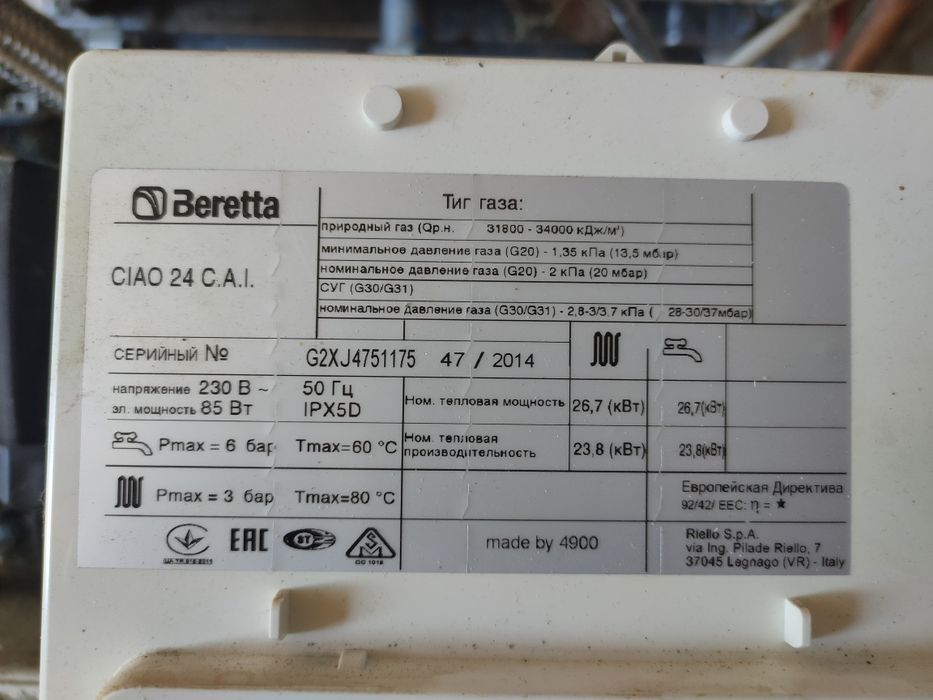 Beretta
CIAO 24 C.A.I.
Тип газа:
природный газ (Qр.н. 31800 - 34000 кДж/м³)
минимальное давление газа (G20) - 1,35 кПа (13,5 мбар)
номинальное давление газа (G20) - 2 кПа (20 мбар)
СУГ (G30/G31)
номинальное давление газа (G30/G31) - 2,8-3/3,7 кПа ( 28-30/37мбар)
СЕРИЙНЫЙ № G2XJ4751175 47 / 2014
напряжение 230 В ~ 50 Гц
эл. мощность 85 Вт IPX5D
Ном. тепловая мощность 26,7 (кВт) 26,7(кВт)
Pmax = 6 бар Tmax=60 °C
Ном. тепловая
производительность 23,8 (кВт) 23,8(кВт)
Pmax = 3 бар Tmax=80 °C
Европейская Директива
92/42/ EEC: η = ★
EAC
made by 4900
Riello S.p.A.
via Ing. Pilade Riello, 7
37045 Legnago (VR) - Italy